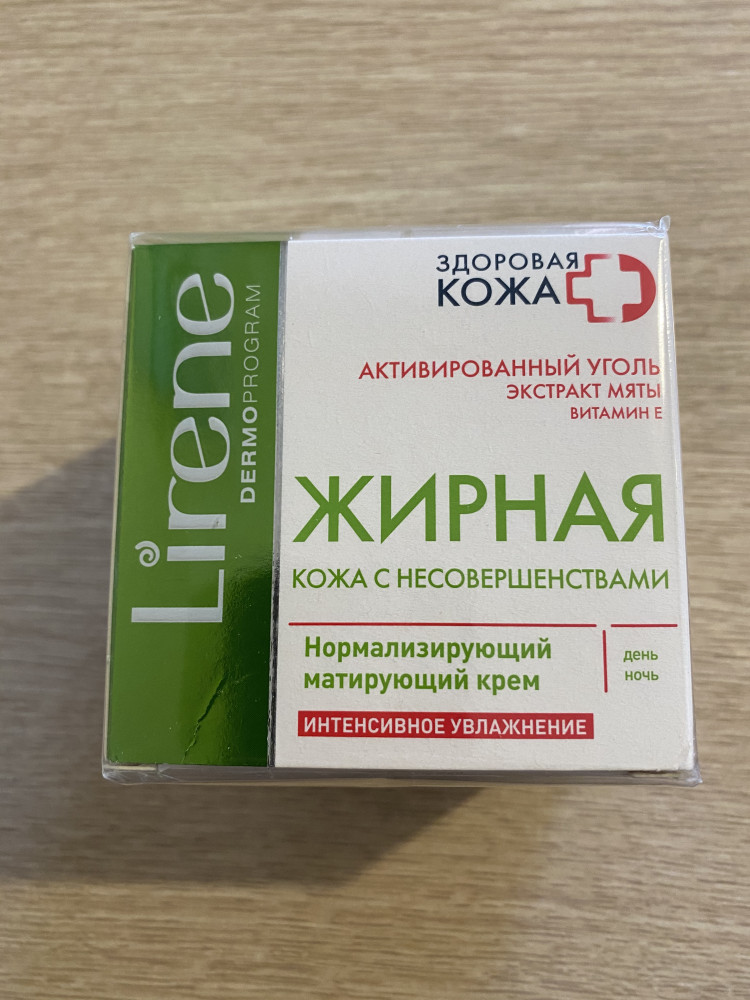 Lirene
DERMOPROGRAM
ЗДОРОВАЯ
КОЖА
АКТИВИРОВАННЫЙ УГОЛЬ
ЭКСТРАКТ МЯТЫ
ВИТАМИН Е
ЖИРНАЯ
КОЖА С НЕСОВЕРШЕНСТВАМИ
Нормализирующий
матирующий крем
день
ночь
ИНТЕНСИВНОЕ УВЛАЖНЕНИЕ